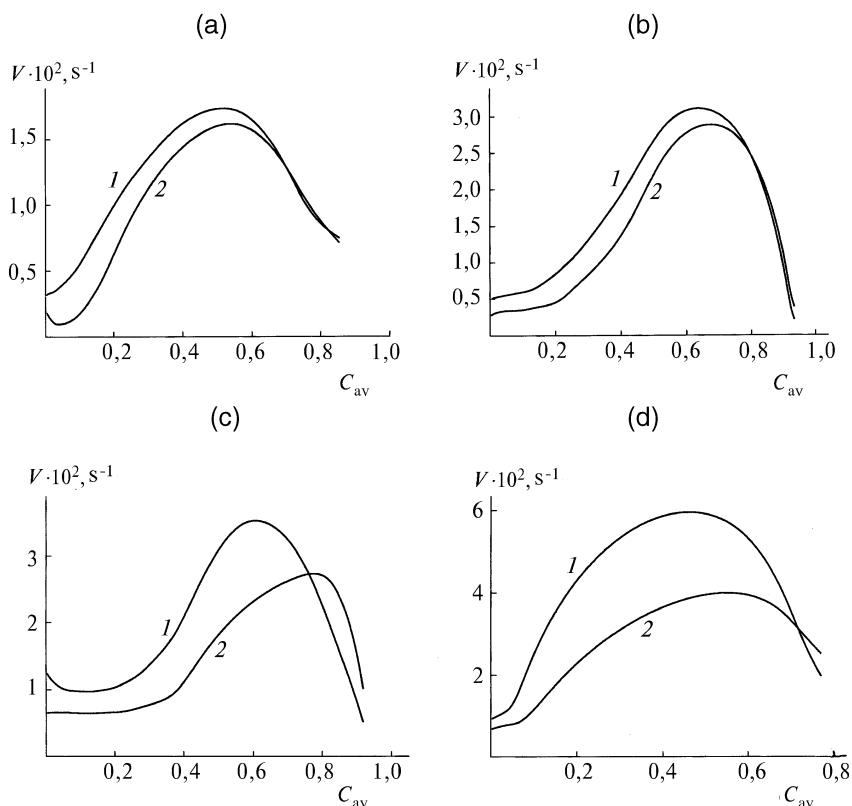 (a)
V·10², s⁻¹
1,5
1,0
0,5
1
2
0,2 0,4 0,6 0,8 1,0
C_av
(b)
V·10², s⁻¹
3,0
2,5
2,0
1,5
1,0
0,5
1
2
0,2 0,4 0,6 0,8 1,0
C_av
(c)
V·10², s⁻¹
3
2
1
1
2
0,2 0,4 0,6 0,8 1,0
C_av
(d)
V·10², s⁻¹
6
4
2
1
2
0,2 0,4 0,6 0,8
C_av